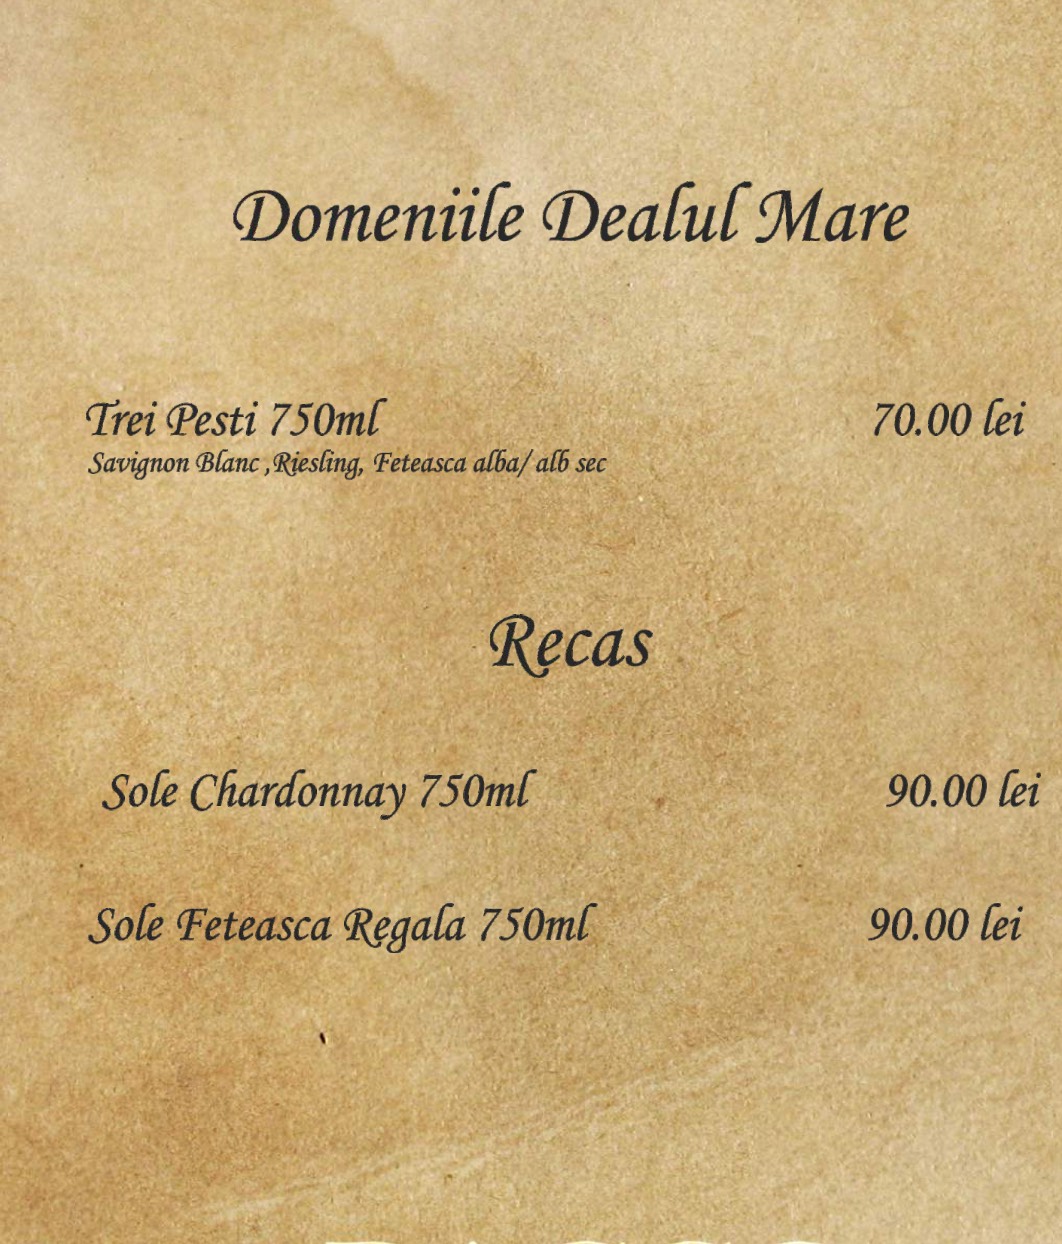 Domeniile Dealul Mare
Trei Pesti 750ml 70.00 lei
Savignon Blanc ,Riesling, Feteasca alba/ alb sec
Recas
Sole Chardonnay 750ml 90.00 lei
Sole Feteasca Regala 750ml 90.00 lei